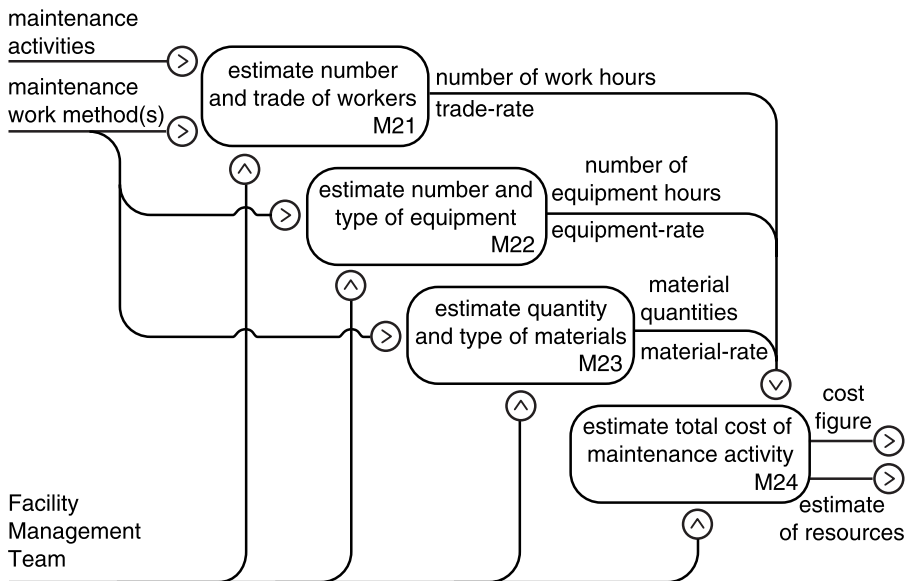 maintenance
activities
maintenance
work method(s)
estimate number
and trade of workers
M21
number of work hours
trade-rate
estimate number and
type of equipment
M22
number of
equipment hours
equipment-rate
estimate quantity
and type of materials
M23
material
quantities
material-rate
estimate total cost of
maintenance activity
M24
cost
figure
estimate
of resources
Facility
Management
Team